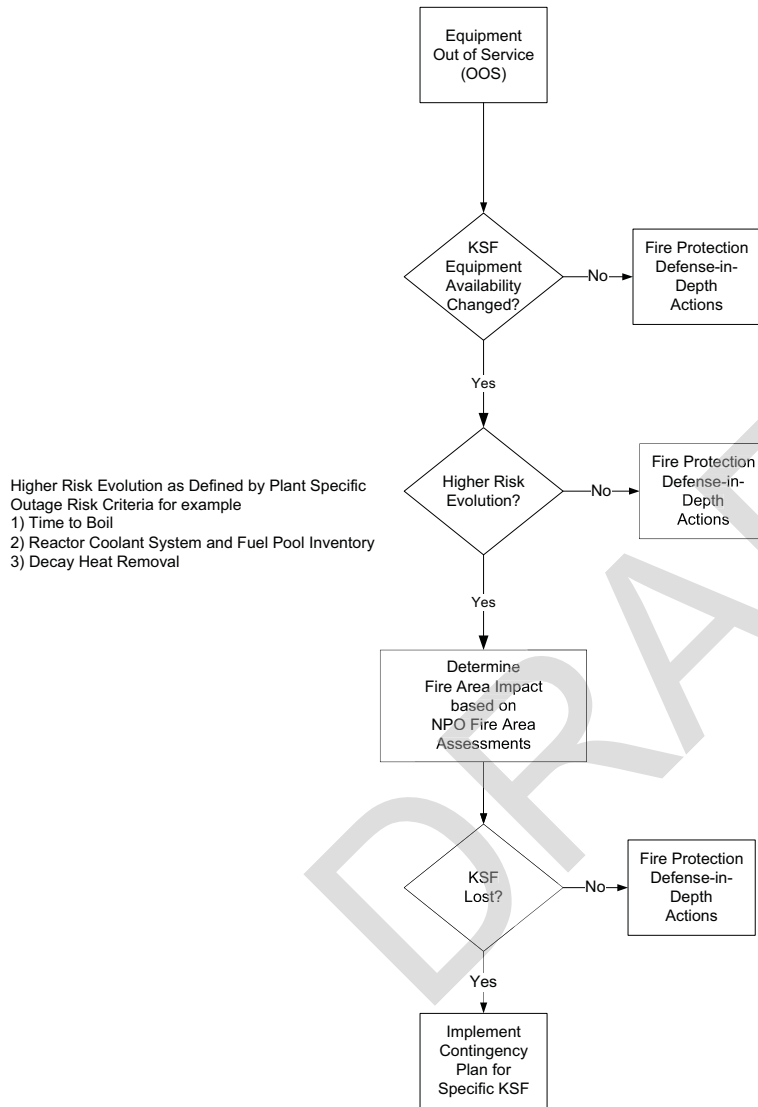 Equipment
Out of Service
(OOS)
KSF
Equipment
Availability
Changed?
No
Fire Protection
Defense-in-
Depth
Actions
Yes
Higher Risk
Evolution?
No
Fire Protection
Defense-in-
Depth
Actions
Higher Risk Evolution as Defined by Plant Specific
Outage Risk Criteria for example
1) Time to Boil
2) Reactor Coolant System and Fuel Pool Inventory
3) Decay Heat Removal
Yes
Determine
Fire Area Impact
based on
NPO Fire Area
Assessments
KSF
Lost?
No
Fire Protection
Defense-in-
Depth
Actions
Yes
Implement
Contingency
Plan for
Specific KSF